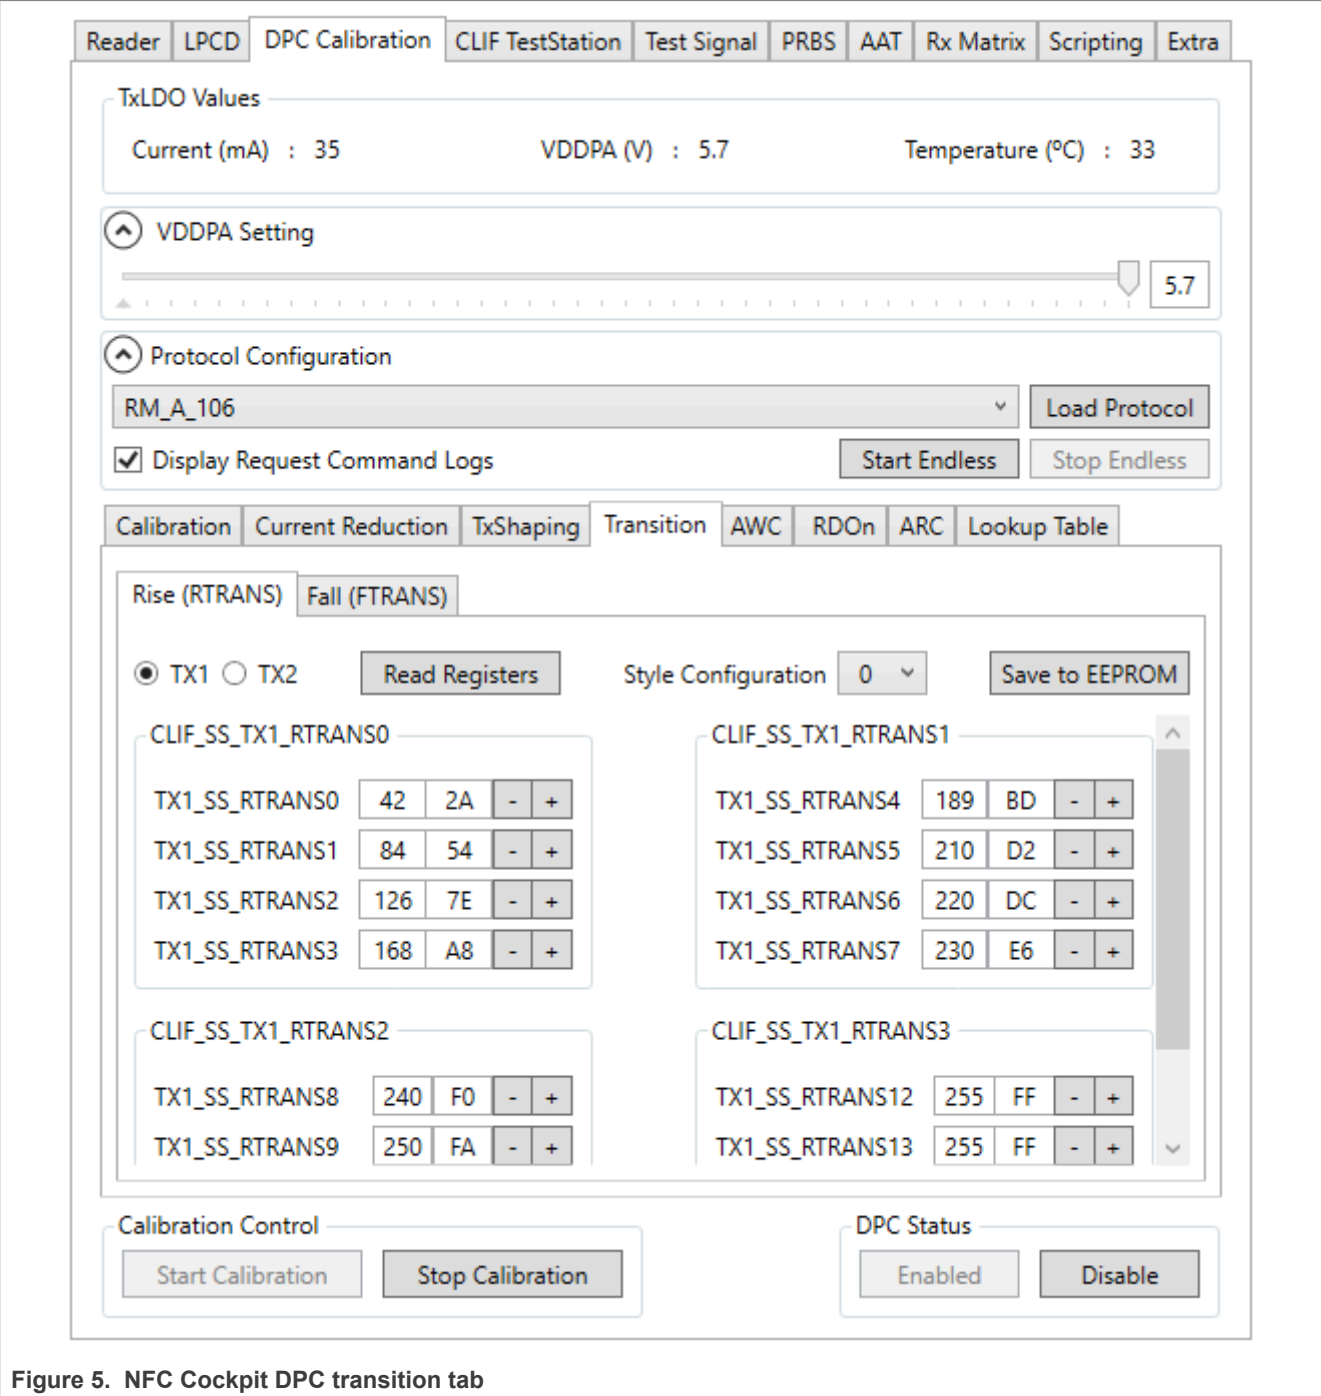 Reader LPCD DPC Calibration CLIF TestStation Test Signal PRBS AAT Rx Matrix Scripting Extra
TxLDO Values
Current (mA) : 35 VDDPA (V) : 5.7 Temperature (ºC) : 33
VDDPA Setting
5.7
Protocol Configuration
RM_A_106 Load Protocol
Display Request Command Logs Start Endless Stop Endless
Calibration Current Reduction TxShaping Transition AWC RDOn ARC Lookup Table
Rise (RTRANS) Fall (FTRANS)
TX1 TX2 Read Registers Style Configuration 0 Save to EEPROM
CLIF_SS_TX1_RTRANS0 CLIF_SS_TX1_RTRANS1
TX1_SS_RTRANS0 42 2A - + TX1_SS_RTRANS4 189 BD - +
TX1_SS_RTRANS1 84 54 - + TX1_SS_RTRANS5 210 D2 - +
TX1_SS_RTRANS2 126 7E - + TX1_SS_RTRANS6 220 DC - +
TX1_SS_RTRANS3 168 A8 - + TX1_SS_RTRANS7 230 E6 - +
CLIF_SS_TX1_RTRANS2 CLIF_SS_TX1_RTRANS3
TX1_SS_RTRANS8 240 F0 - + TX1_SS_RTRANS12 255 FF - +
TX1_SS_RTRANS9 250 FA - + TX1_SS_RTRANS13 255 FF - +
Calibration Control DPC Status
Start Calibration Stop Calibration Enabled Disable
Figure 5. NFC Cockpit DPC transition tab